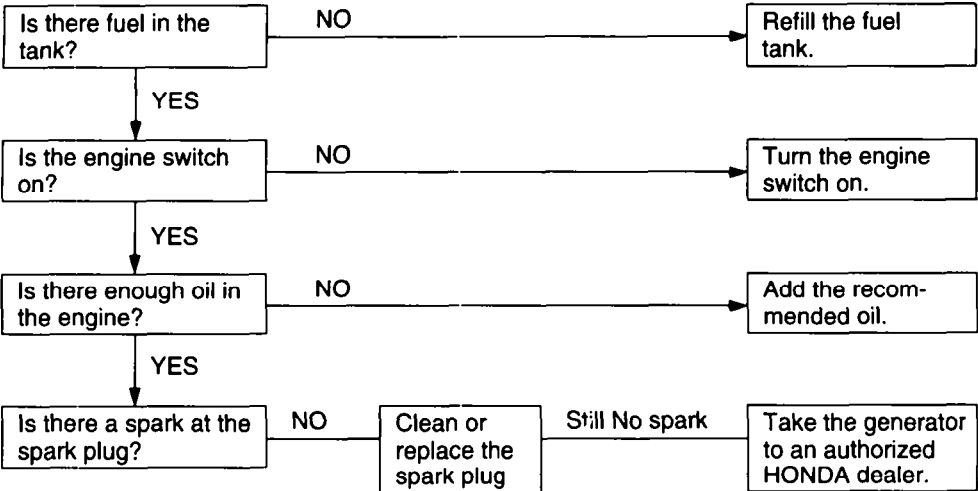 Is there fuel in the
tank?
NO
Refill the fuel
tank.
YES
Is the engine switch
on?
NO
Turn the engine
switch on.
YES
Is there enough oil in
the engine?
NO
Add the recom-
mended oil.
YES
Is there a spark at the
spark plug?
NO
Clean or
replace the
spark plug
Still No spark
Take the generator
to an authorized
HONDA dealer.